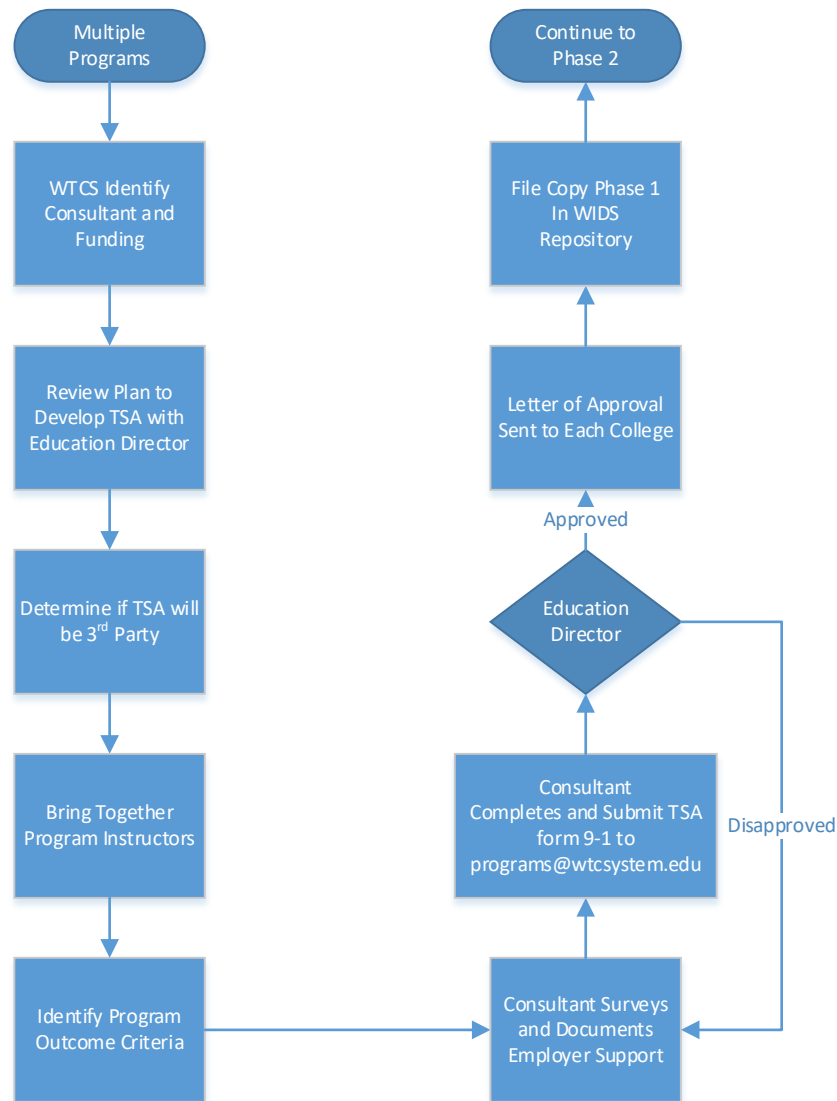 Multiple
Programs
WTCS Identify
Consultant and
Funding
Review Plan to
Develop TSA with
Education Director
Determine if TSA will
be 3rd Party
Bring Together
Program Instructors
Identify Program
Outcome Criteria
Continue to
Phase 2
File Copy Phase 1
In WIDS
Repository
Letter of Approval
Sent to Each College
Approved
Education
Director
Disapproved
Consultant
Completes and Submit TSA
form 9-1 to
programs@wtcsystem.edu
Consultant Surveys
and Documents
Employer Support